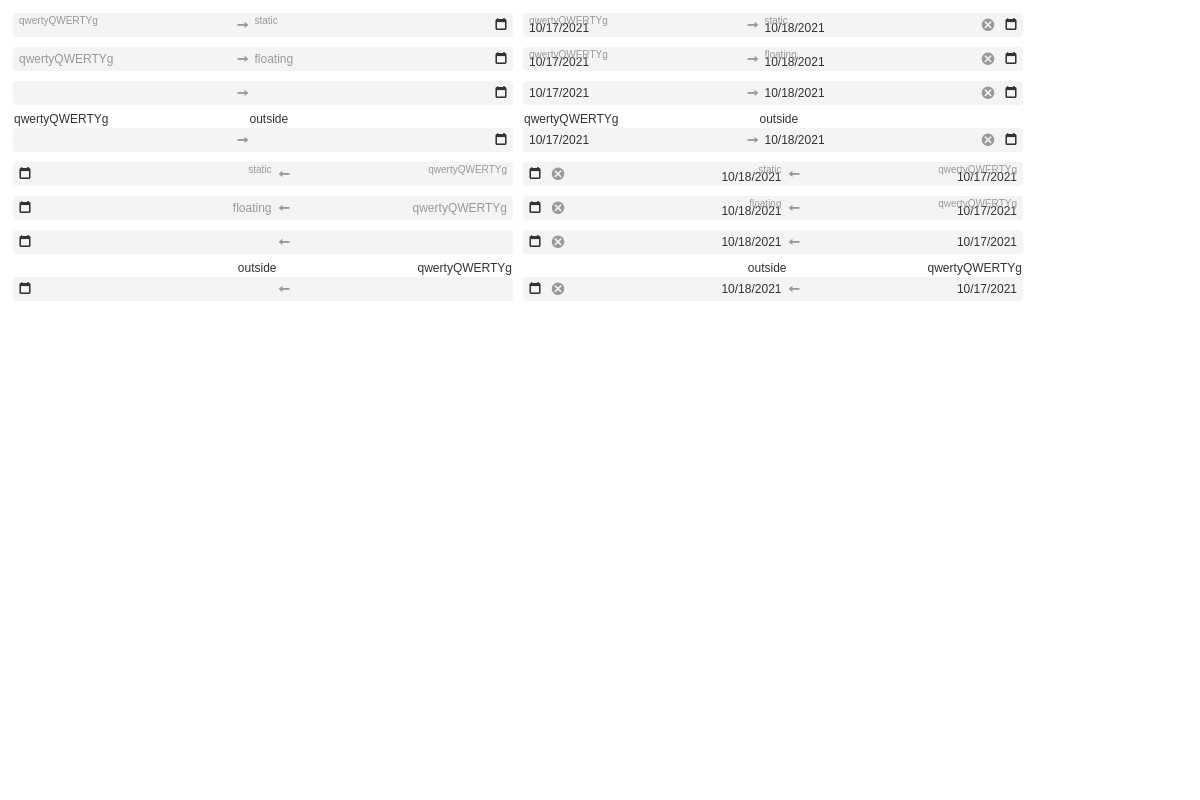 qwertyQWERTYg static qwertyQWERTYg static
10/17/2021 10/18/2021
qwertyQWERTYg floating qwertyQWERTYg floating
10/17/2021 10/18/2021
10/17/2021 10/18/2021
qwertyQWERTYg outside qwertyQWERTYg outside
10/17/2021 10/18/2021
static qwertyQWERTYg static qwertyQWERTYg
10/18/2021 10/17/2021
floating qwertyQWERTYg floating qwertyQWERTYg
10/18/2021 10/17/2021
10/18/2021 10/17/2021
outside qwertyQWERTYg outside qwertyQWERTYg
10/18/2021 10/17/2021